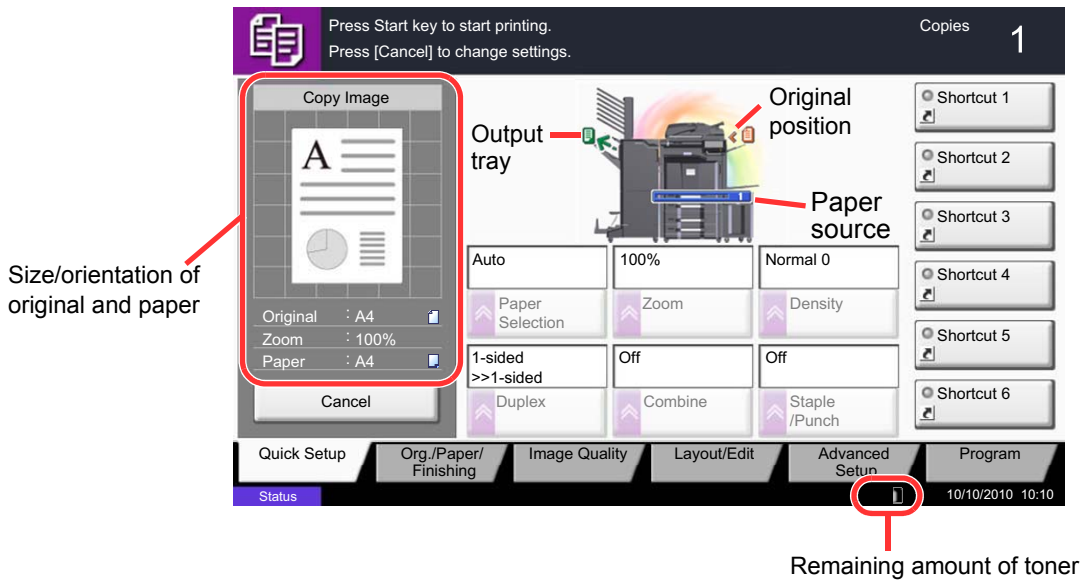 Press Start key to start printing.
Press [Cancel] to change settings.
Copies
1
Copy Image
A
Original : A4
Zoom : 100%
Paper : A4
Cancel
Size/orientation of
original and paper
Output
tray
Original
position
1
Paper
source
Auto
Paper
Selection
100%
Zoom
Normal 0
Density
1-sided
>>1-sided
Duplex
Off
Combine
Off
Staple
/Punch
Shortcut 1
Shortcut 2
Shortcut 3
Shortcut 4
Shortcut 5
Shortcut 6
Quick Setup
Org./Paper/
Finishing
Image Quality
Layout/Edit
Advanced
Setup
Program
Status
10/10/2010 10:10
Remaining amount of toner